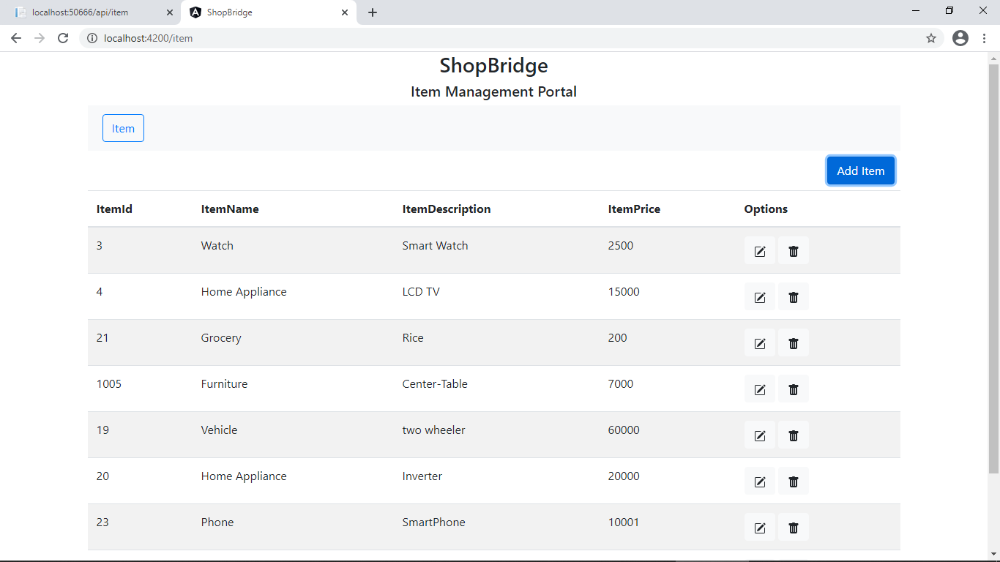 localhost:50666/api/item ShopBridge
localhost:4200/item
ShopBridge
Item Management Portal
Item
Add Item
ItemId ItemName ItemDescription ItemPrice Options
3 Watch Smart Watch 2500
4 Home Appliance LCD TV 15000
21 Grocery Rice 200
1005 Furniture Center-Table 7000
19 Vehicle two wheeler 60000
20 Home Appliance Inverter 20000
23 Phone SmartPhone 10001